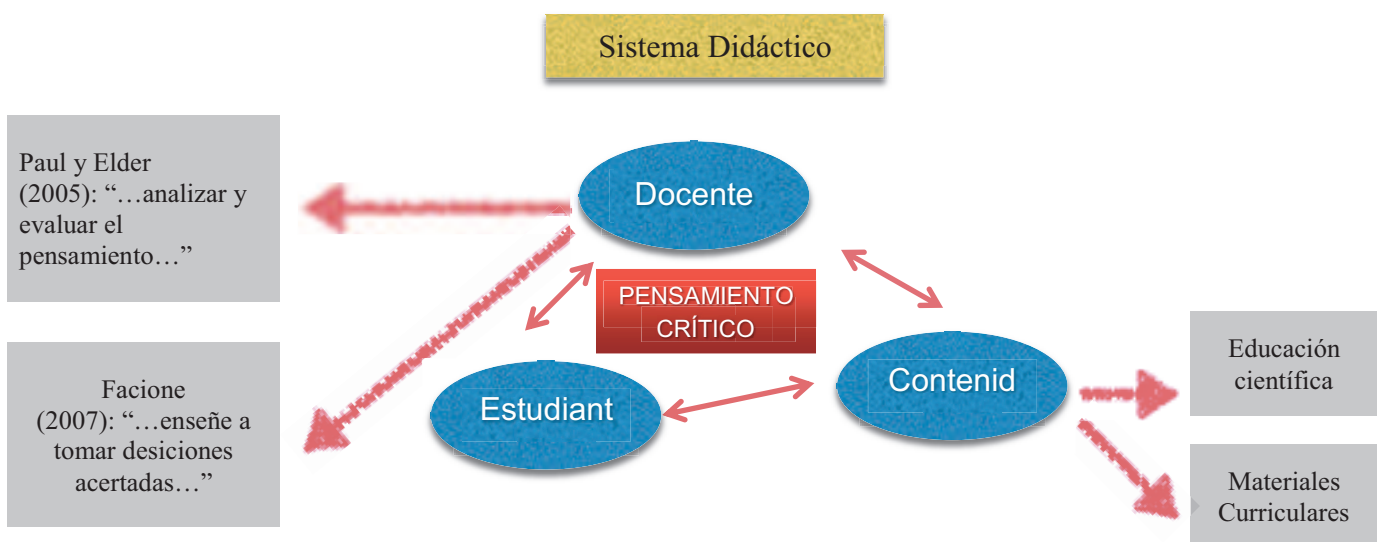 Sistema Didáctico
Paul y Elder
(2005): “…analizar y
evaluar el
pensamiento…”
Docente
PENSAMIENTO
CRÍTICO
Facione
(2007): “…enseñe a
tomar desiciones
acertadas…”
Estudiant
Contenid
Educación
científica
Materiales
Curriculares